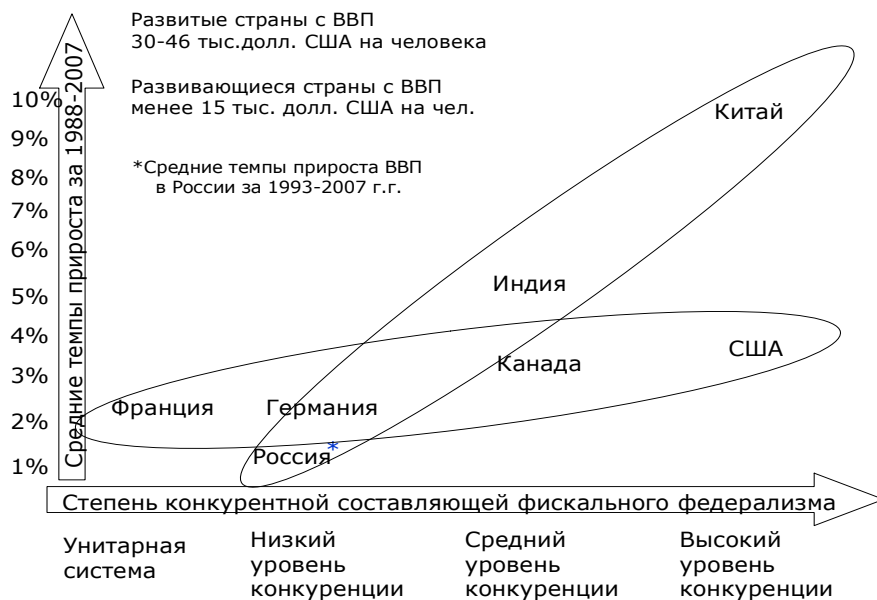 Развитые страны с ВВП
30-46 тыс.долл. США на человека
Развивающиеся страны с ВВП
менее 15 тыс. долл. США на чел.
*Средние темпы прироста ВВП
в России за 1993-2007 г.г.
Средние темпы прироста за 1988-2007
10%
9%
8%
7%
6%
5%
4%
3%
2%
1%
Китай
Индия
США
Канада
Франция
Германия
Россия*
Степень конкурентной составляющей фискального федерализма
Унитарная
система
Низкий
уровень
конкуренции
Средний
уровень
конкуренции
Высокий
уровень
конкуренции